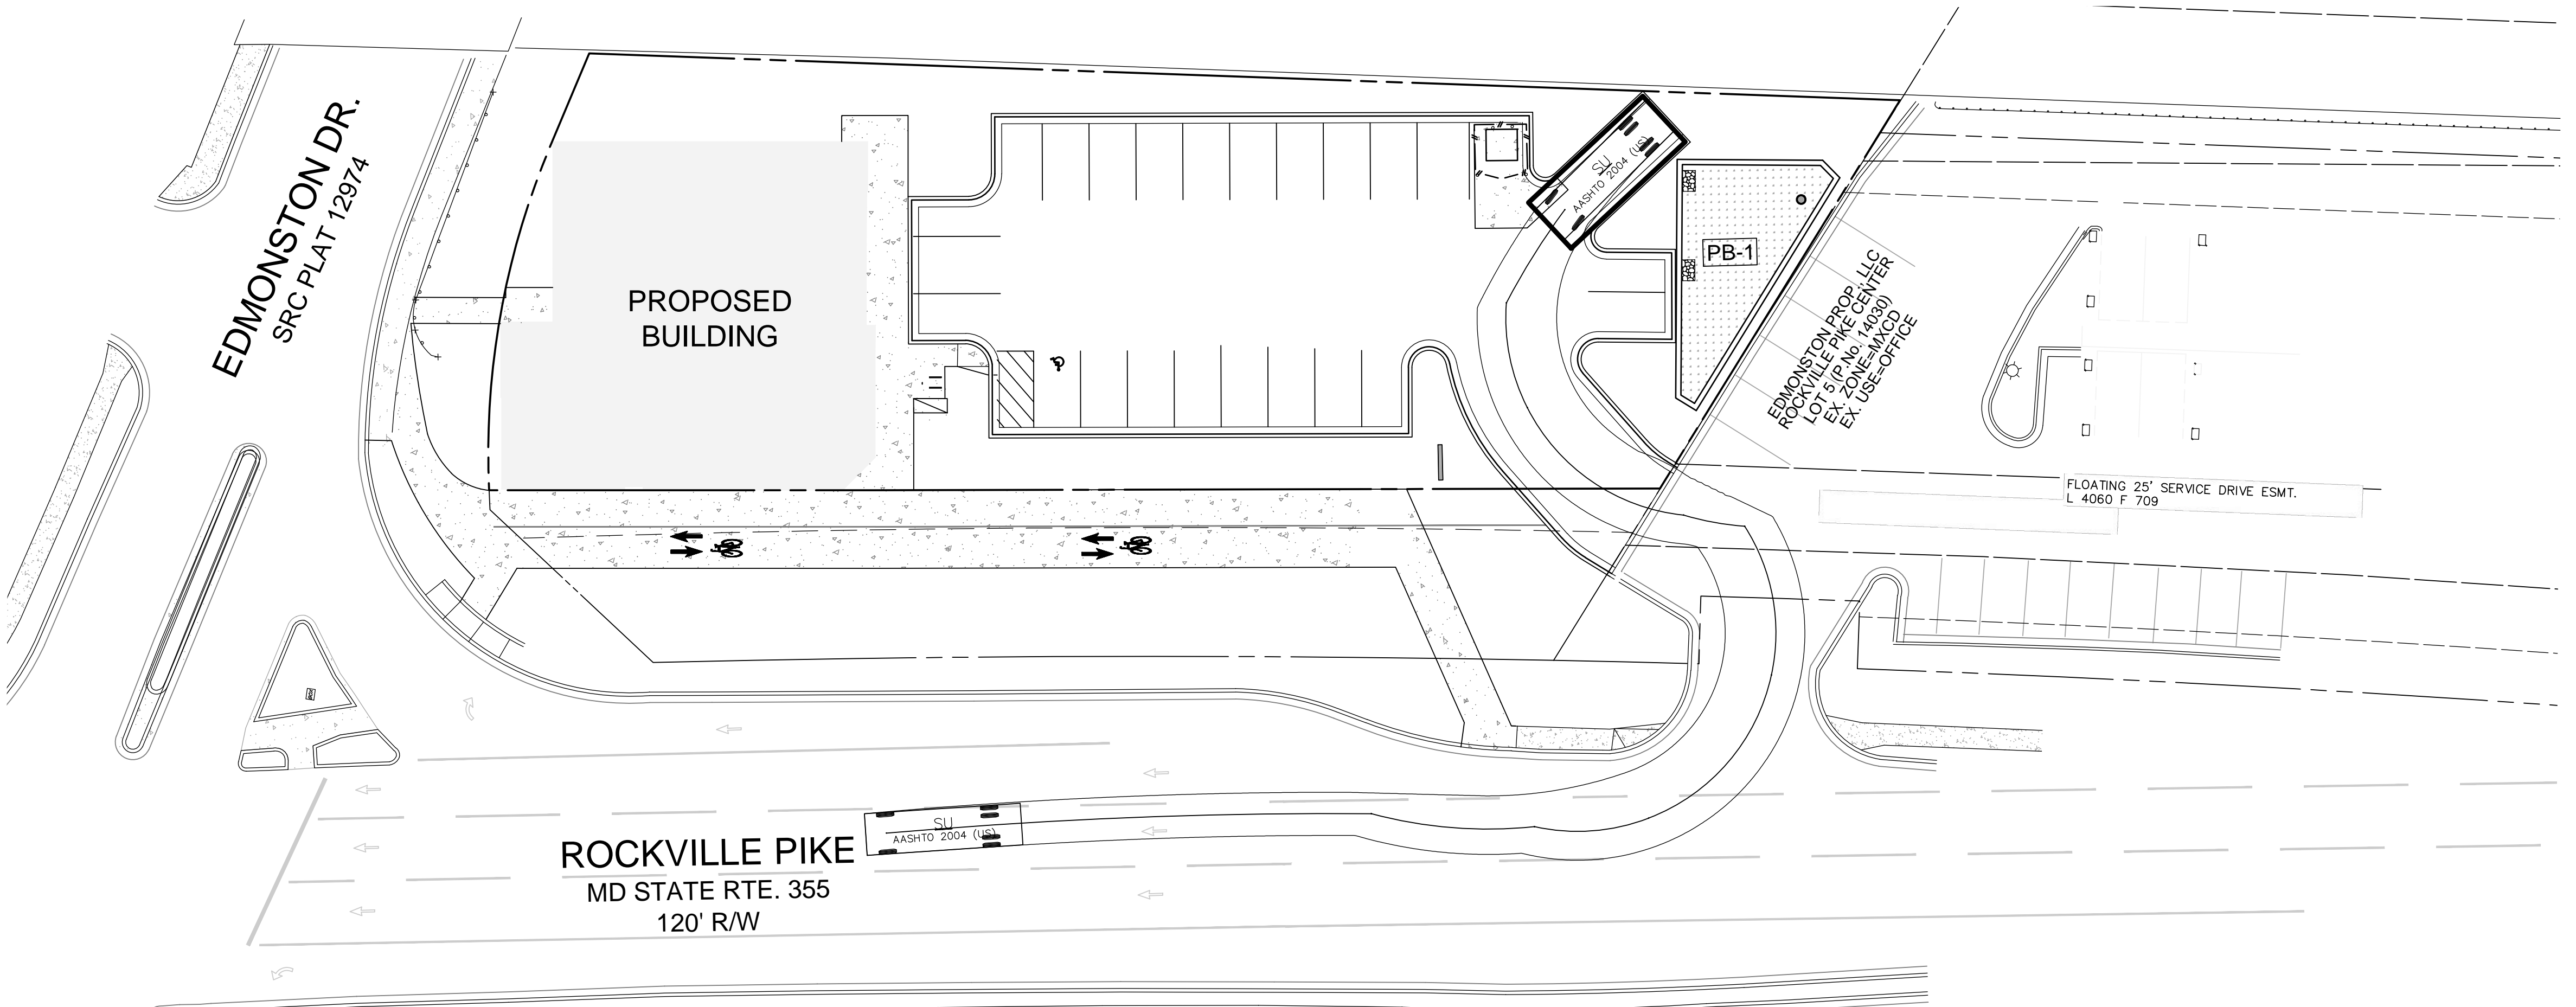 EDMONSTON DR.
SRC PLAT 12974
PROPOSED
BUILDING
SU
AASHTO 2004 (US)
PB-1
EDMONSTON PROP. LLC
ROCKVILLE PIKE CENTER
LOT 5 (P. No. 14030)
EX. ZONE=MXCD
EX. USE=OFFICE
FLOATING 25' SERVICE DRIVE ESMT.
L 4060 F 709
SU
AASHTO 2004 (US)
ROCKVILLE PIKE
MD STATE RTE. 355
120' R/W